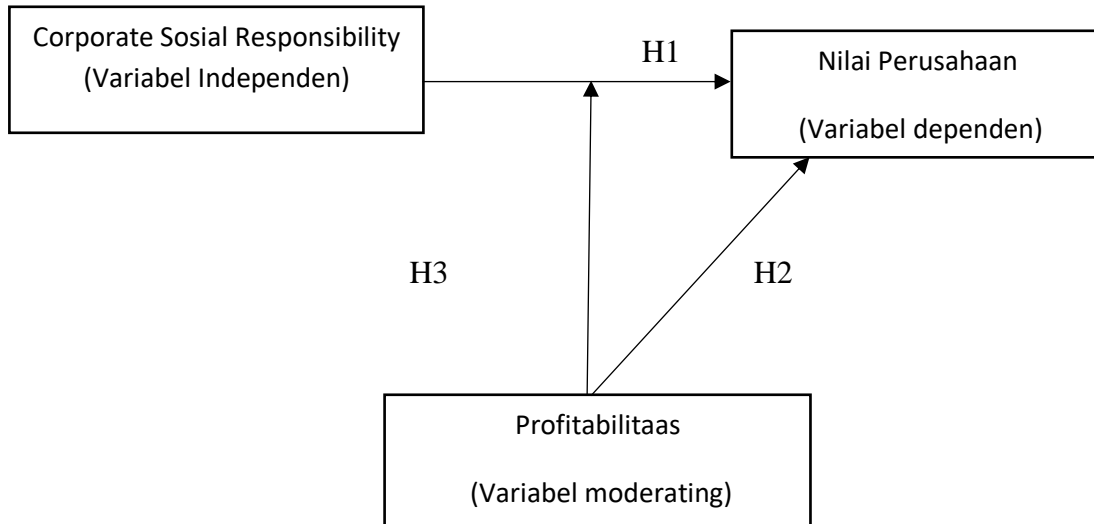 Corporate Sosial Responsibility
(Variabel Independen)
H1
Nilai Perusahaan
(Variabel dependen)
H3
H2
Profitabilitaas
(Variabel moderating)